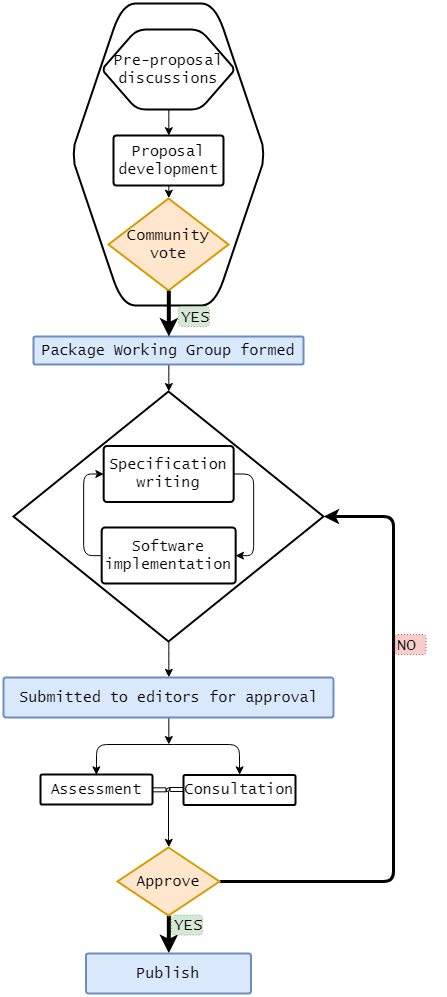 Pre-proposal
discussions
Proposal
development
Community
vote
YES
Package Working Group formed
Specification
writing
Software
implementation
NO
Submitted to editors for approval
Assessment
Consultation
Approve
YES
Publish